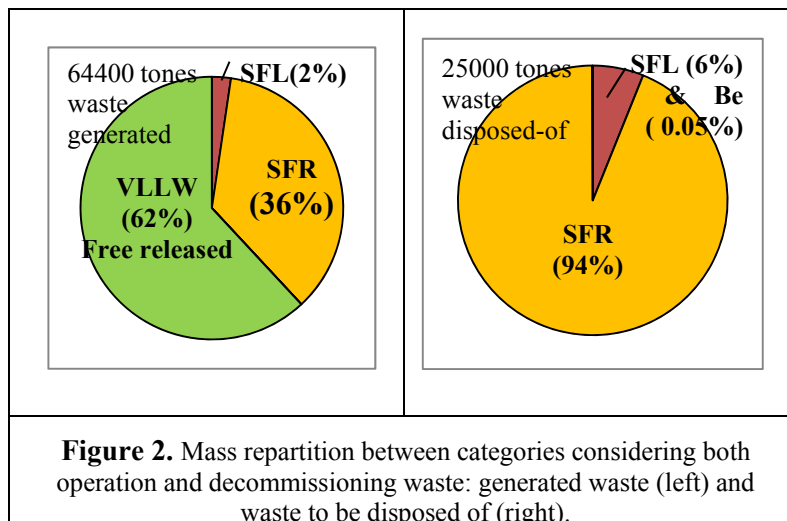 64400 tones
waste
generated
SFL(2%)
SFR
(36%)
VLLW
(62%)
Free released
25000 tones
waste
disposed-of
SFL (6%)
& Be
( 0.05%)
SFR
(94%)
Figure 2. Mass repartition between categories considering both
operation and decommissioning waste: generated waste (left) and
waste to be disposed of (right).